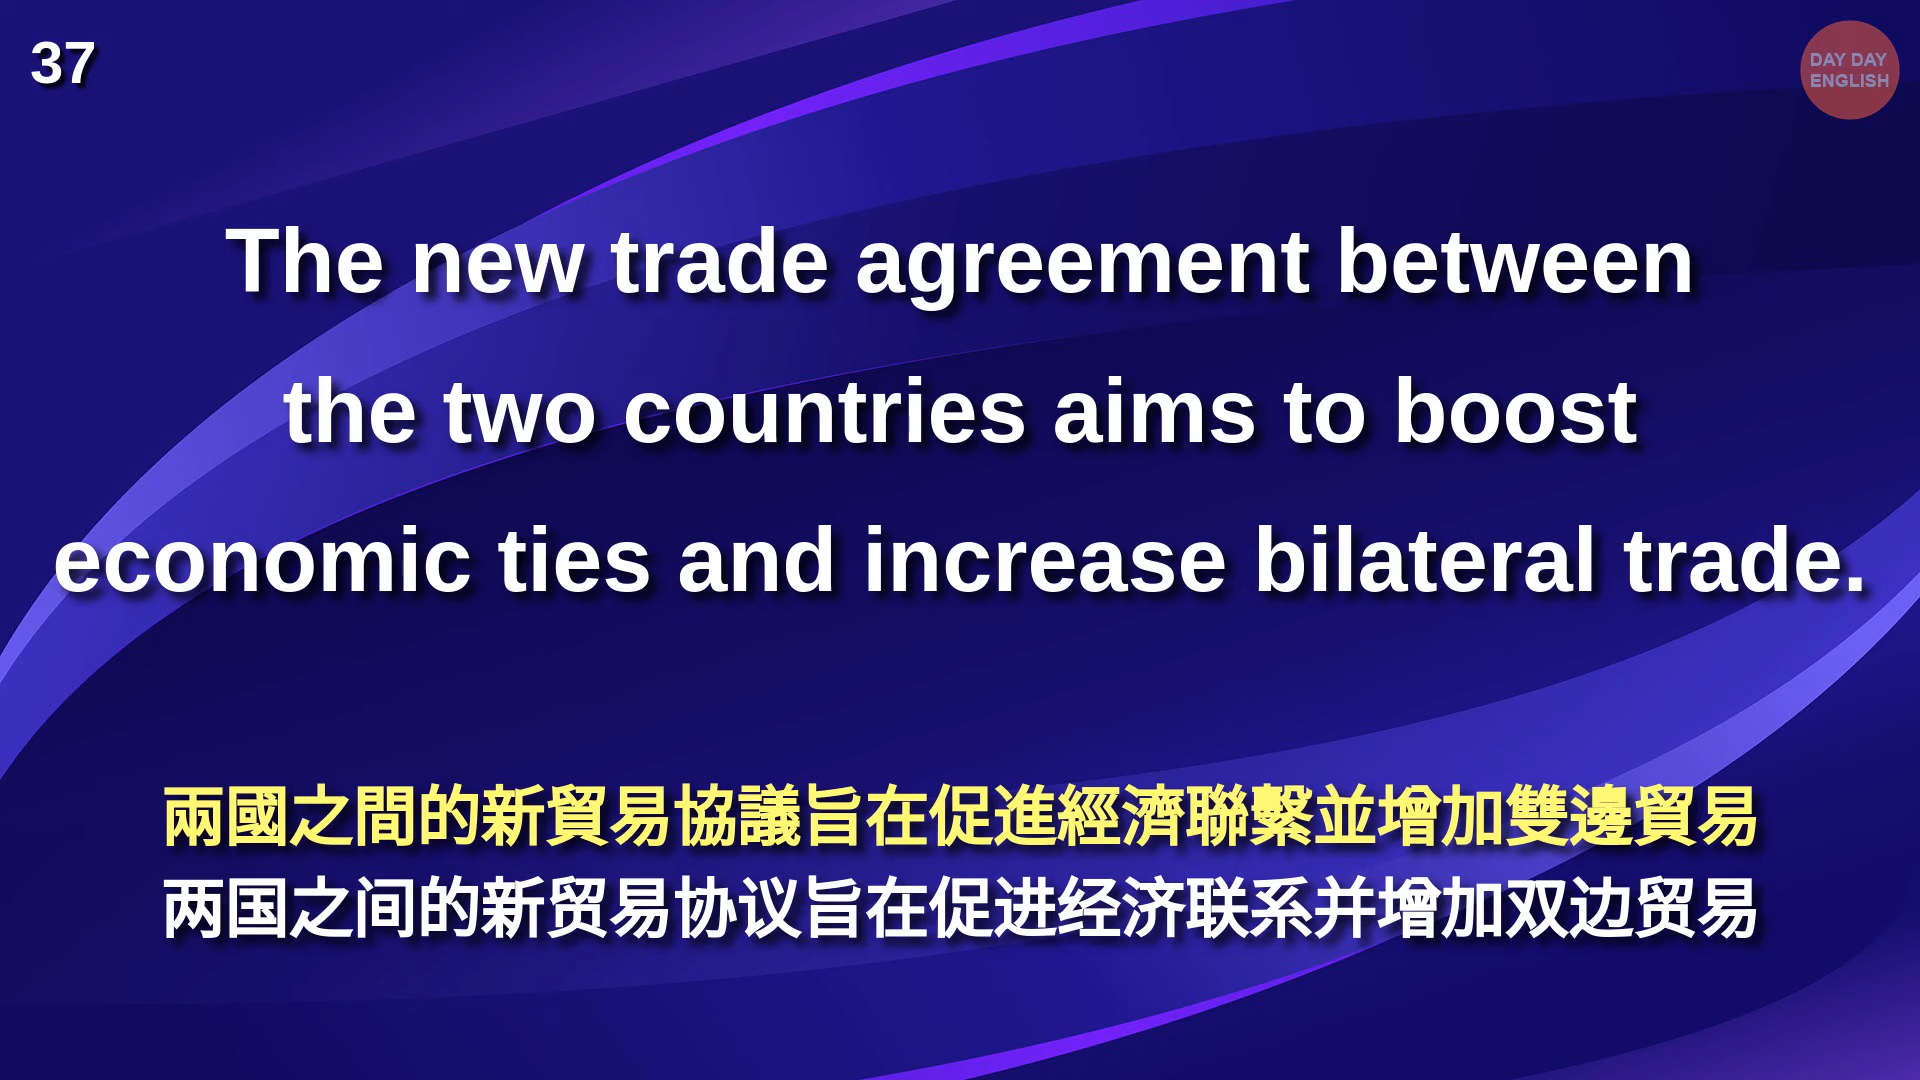 37
DAY DAY
ENGLISH
The new trade agreement between
the two countries aims to boost
economic ties and increase bilateral trade.
兩國之間的新貿易協議旨在促進經濟聯繫並增加雙邊貿易
两国之间的新贸易协议旨在促进经济联系并增加双边贸易